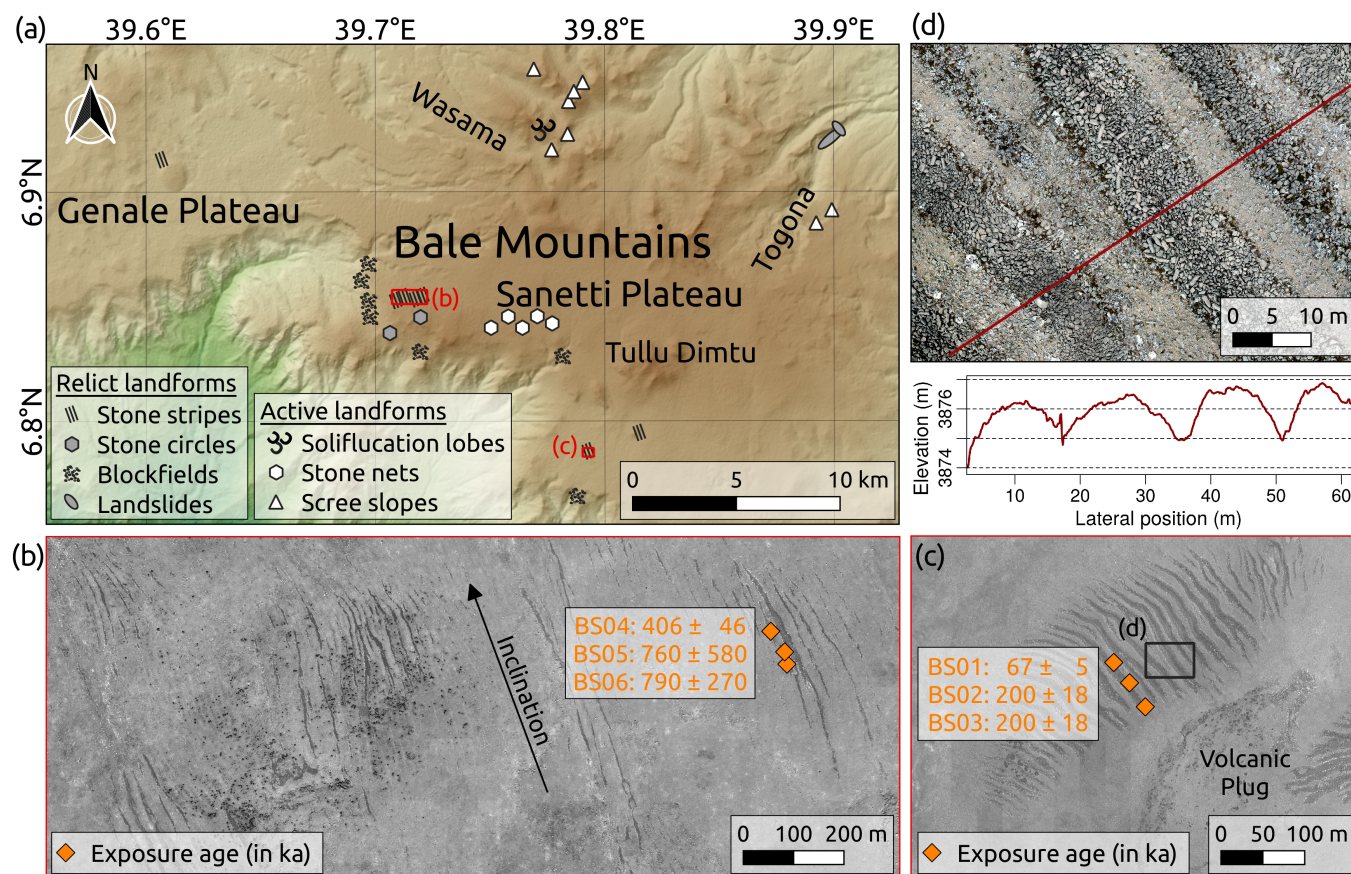 (a)
39.6°E
39.7°E
39.8°E
39.9°E
6.9°N
6.8°N
N
Wasama
Genale Plateau
Togona
Bale Mountains
(b)
Sanetti Plateau
Tullu Dimtu
(c)
Relict landforms
Stone stripes
Stone circles
Blockfields
Landslides
Active landforms
Soliflucation lobes
Stone nets
Scree slopes
0 5 10 km
(d)
0 5 10 m
Elevation (m)
3876
3874
10 20 30 40 50 60
Lateral position (m)
(b)
Inclination
BS04: 406 ± 46
BS05: 760 ± 580
BS06: 790 ± 270
Exposure age (in ka)
0 100 200 m
(c)
(d)
BS01: 67 ± 5
BS02: 200 ± 18
BS03: 200 ± 18
Volcanic
Plug
Exposure age (in ka)
0 50 100 m